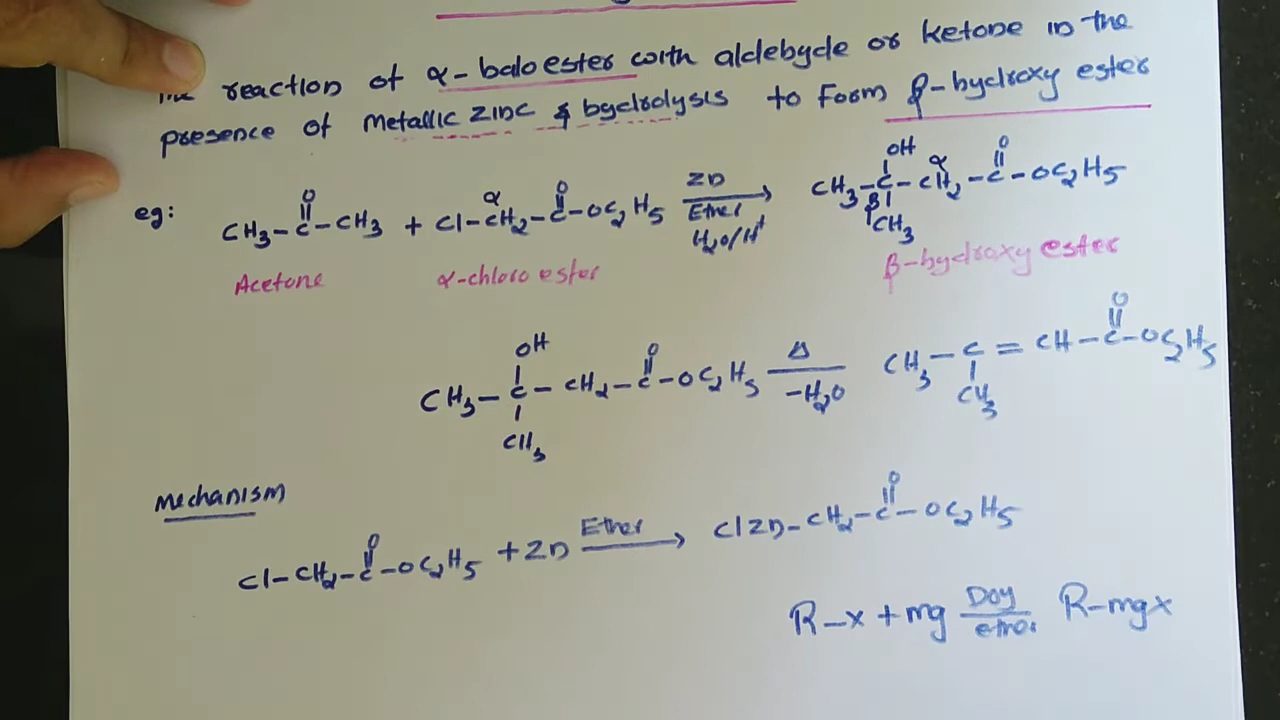 The reaction of α-haloester with aldehyde or ketone in the
presence of metallic zinc & hydrolysis to form β-hydroxy ester
eg: CH3-C(=O)-CH3 + Cl-CH2(α)-C(=O)-OC2H5 Zn / Ether H2O/H+ → CH3-C(OH)(CH3)(β)-CH2(α)-C(=O)-OC2H5
Acetone α-chloro ester β-hydroxy ester
CH3-C(OH)(CH3)-CH2-C(=O)-OC2H5 Δ / -H2O CH3-C(CH3)=CH-C(=O)-OC2H5
Mechanism
Cl-CH2-C(=O)-OC2H5 + Zn Ether → ClZn-CH2-C(=O)-OC2H5
R-x + mg Doy ether R-mgx